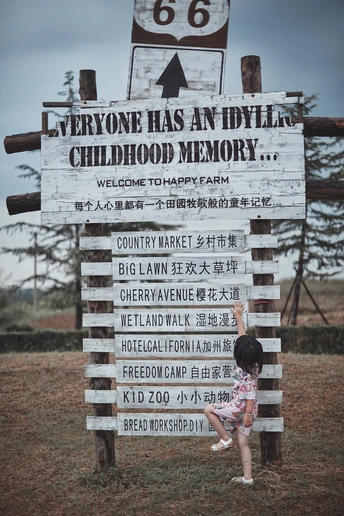 66
EVERYONE HAS AN IDYLLIC
CHILDHOOD MEMORY...
WELCOME TO HAPPY FARM
每个人心里都有一个田园牧歌般的童年记忆...
COUNTRY MARKET 乡村市集
BIG LAWN 狂欢大草坪
CHERRY AVENUE 樱花大道
WETLAND WALK 湿地漫
HOTEL CALIFORNIA 加州旅
FREEDOM CAMP 自由家营
KID ZOO 小小动物
BREAD WORKSHOP DIY